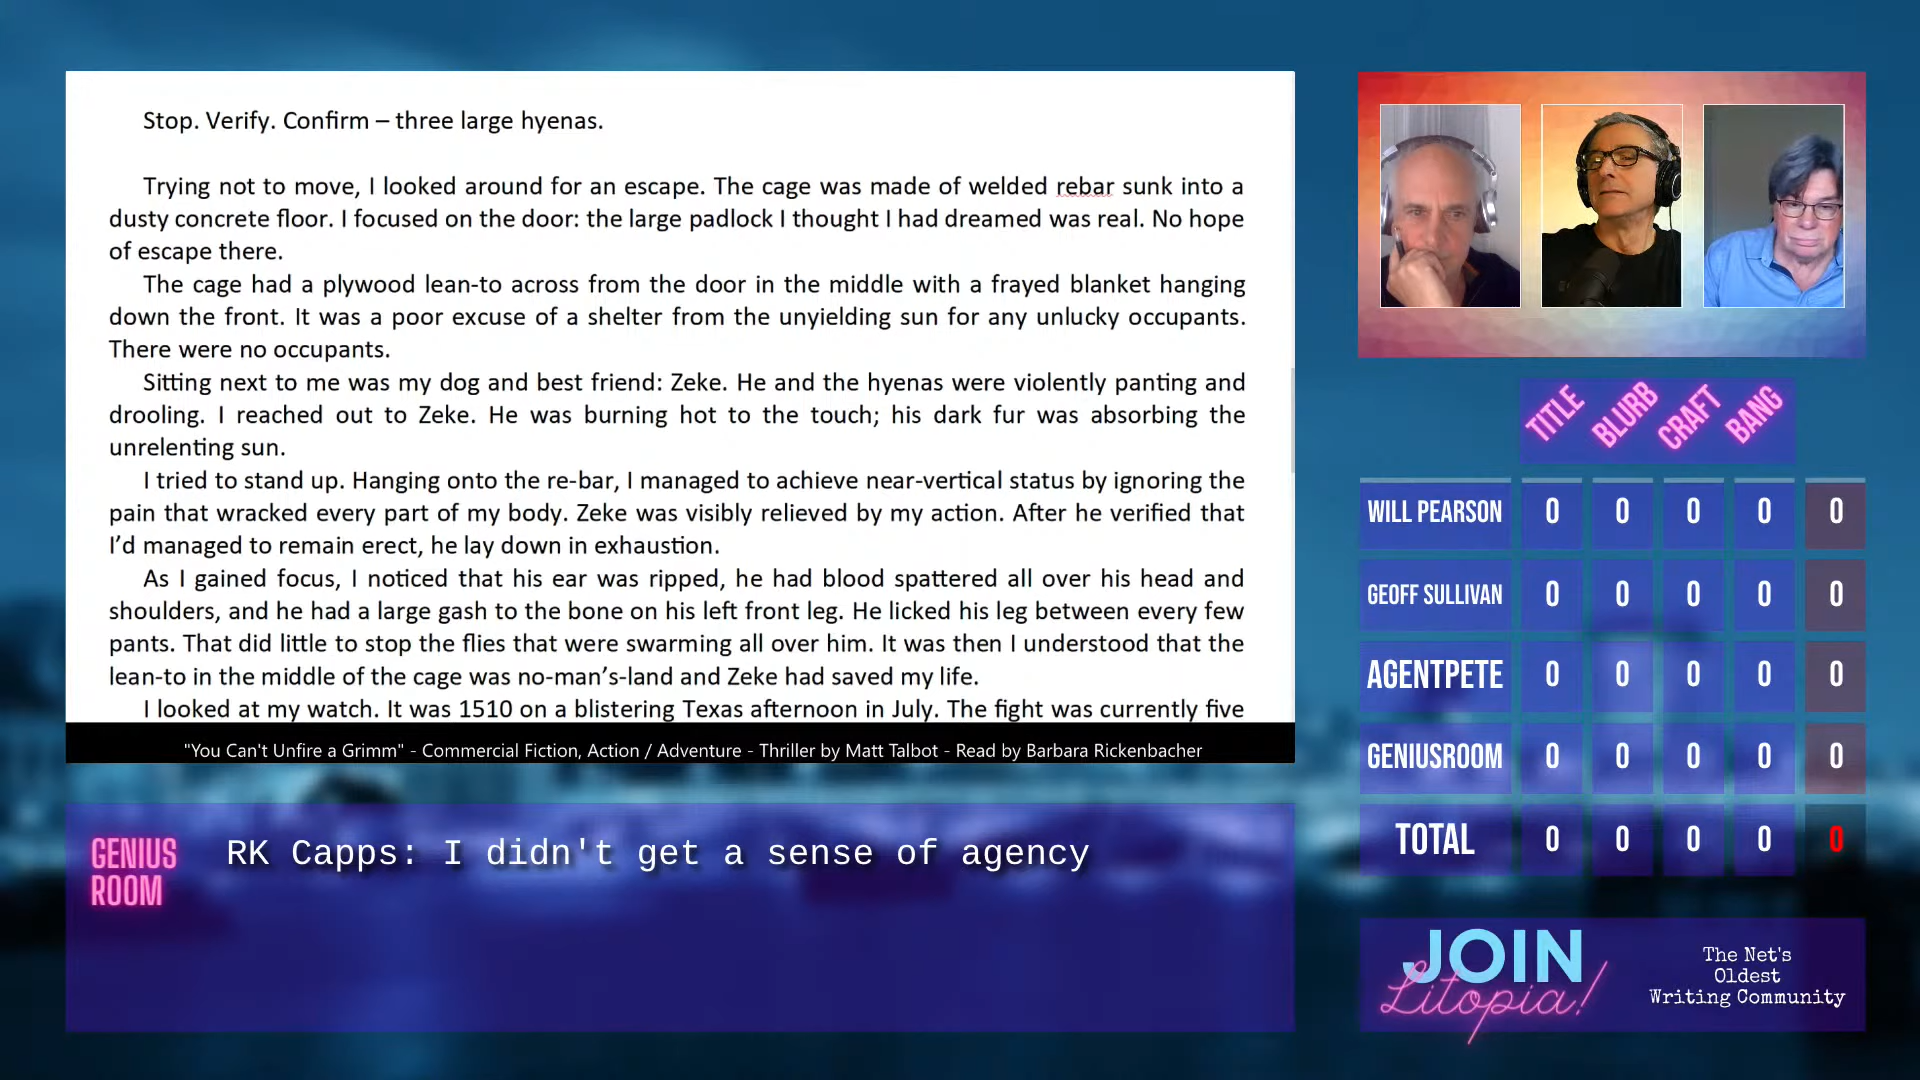 Stop. Verify. Confirm – three large hyenas.
Trying not to move, I looked around for an escape. The cage was made of welded rebar sunk into a
dusty concrete floor. I focused on the door: the large padlock I thought I had dreamed was real. No hope
of escape there.
The cage had a plywood lean-to across from the door in the middle with a frayed blanket hanging
down the front. It was a poor excuse of a shelter from the unyielding sun for any unlucky occupants.
There were no occupants.
Sitting next to me was my dog and best friend: Zeke. He and the hyenas were violently panting and
drooling. I reached out to Zeke. He was burning hot to the touch; his dark fur was absorbing the
unrelenting sun.
I tried to stand up. Hanging onto the re-bar, I managed to achieve near-vertical status by ignoring the
pain that wracked every part of my body. Zeke was visibly relieved by my action. After he verified that
I’d managed to remain erect, he lay down in exhaustion.
As I gained focus, I noticed that his ear was ripped, he had blood spattered all over his head and
shoulders, and he had a large gash to the bone on his left front leg. He licked his leg between every few
pants. That did little to stop the flies that were swarming all over him. It was then I understood that the
lean-to in the middle of the cage was no-man’s-land and Zeke had saved my life.
I looked at my watch. It was 1510 on a blistering Texas afternoon in July. The fight was currently five
"You Can't Unfire a Grimm" - Commercial Fiction, Action / Adventure - Thriller by Matt Talbot - Read by Barbara Rickenbacher
GENIUS
ROOM
RK Capps: I didn't get a sense of agency
TITLE BLURB CRAFT BANG
WILL PEARSON 0 0 0 0 0
GEOFF SULLIVAN 0 0 0 0 0
AGENTPETE 0 0 0 0 0
GENIUSROOM 0 0 0 0 0
TOTAL 0 0 0 0 0
JOIN
Litopia!
The Net's
Oldest
Writing Community